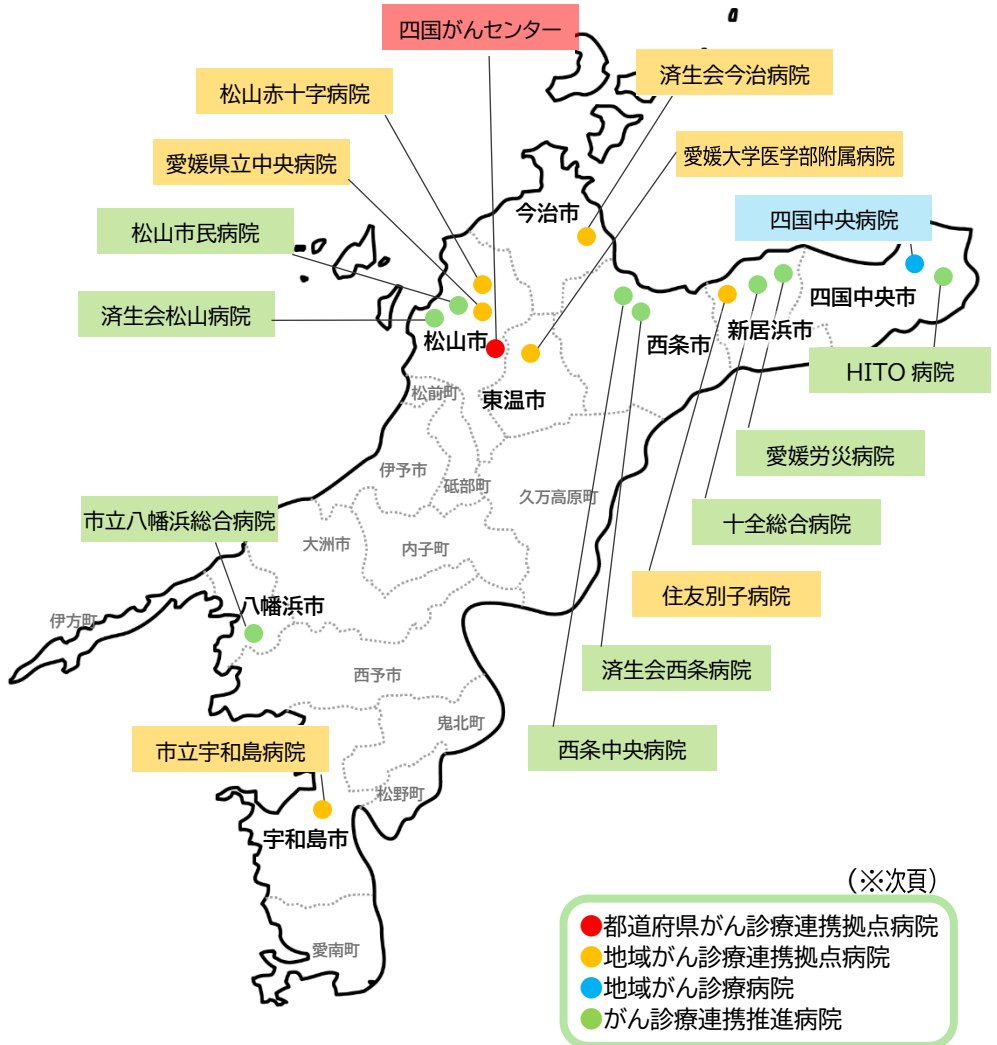 四国がんセンター
済生会今治病院
松山赤十字病院
愛媛大学医学部附属病院
愛媛県立中央病院
今治市
四国中央病院
松山市民病院
四国中央市
済生会松山病院
松山市
新居浜市
西条市
HITO 病院
松前町
東温市
愛媛労災病院
伊予市
砥部町
久万高原町
市立八幡浜総合病院
十全総合病院
大洲市
内子町
住友別子病院
八幡浜市
伊方町
済生会西条病院
西予市
鬼北町
市立宇和島病院
西条中央病院
松野町
宇和島市
(※次頁)
愛南町
●都道府県がん診療連携拠点病院
●地域がん診療連携拠点病院
●地域がん診療病院
●がん診療連携推進病院